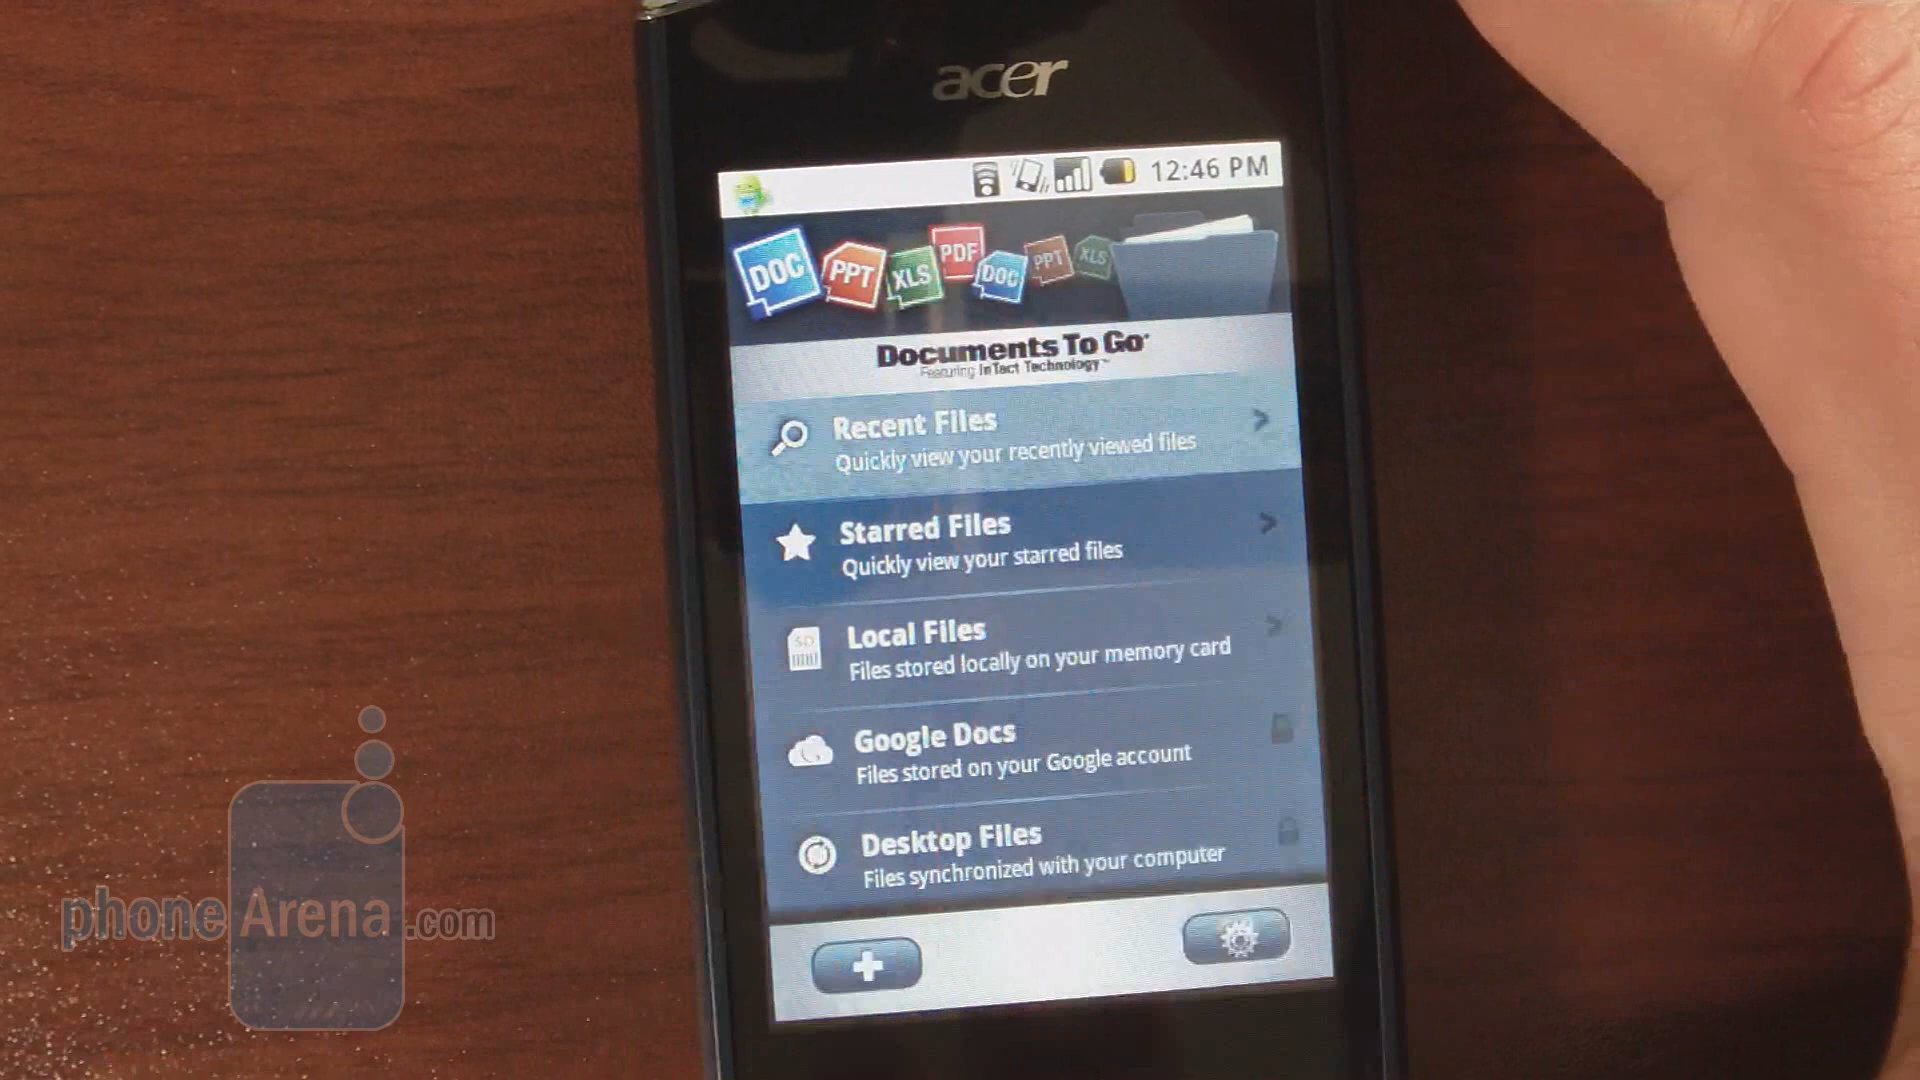 acer
12:46 PM
DOC PPT XLS PDF DOC PPT XLS
Documents To Go
Featuring InTact Technology™
Recent Files
Quickly view your recently viewed files
Starred Files
Quickly view your starred files
SD
Local Files
Files stored locally on your memory card
Google Docs
Files stored on your Google account
Desktop Files
Files synchronized with your computer
phoneArena.com